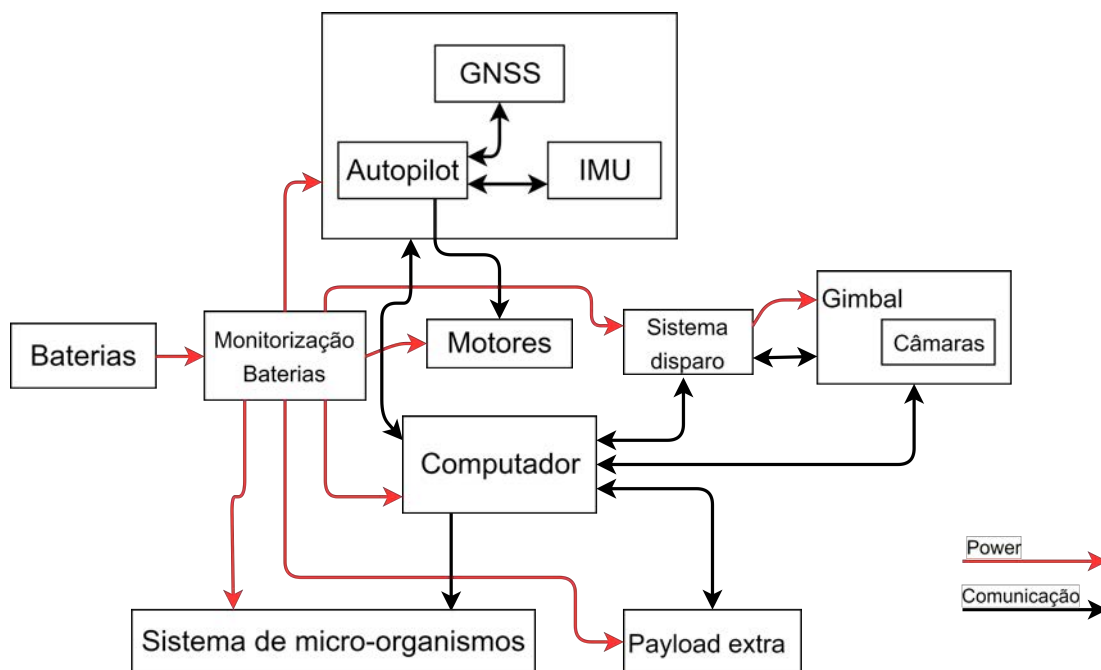 GNSS
Autopilot
IMU
Baterias
Monitorização
Baterias
Motores
Sistema
disparo
Gimbal
Câmaras
Computador
Power
Comunicação
Sistema de micro-organismos
Payload extra